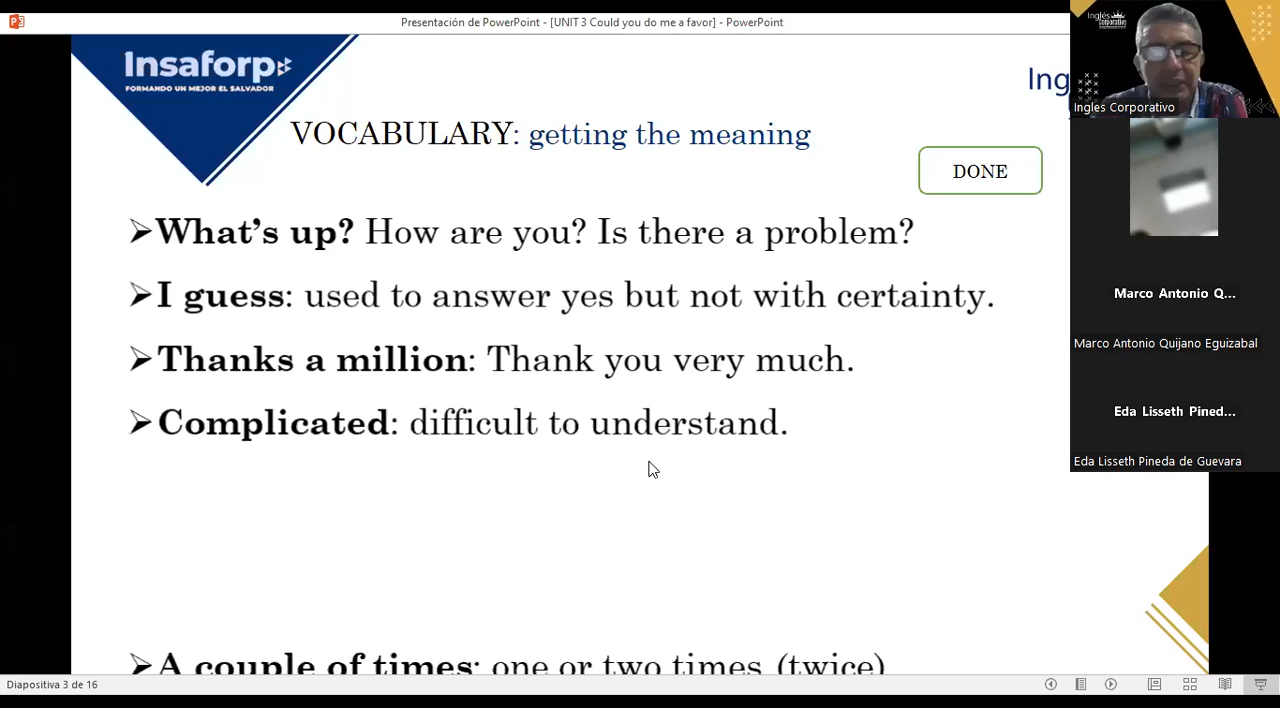 Presentación de PowerPoint - [UNIT 3 Could you do me a favor] - PowerPoint
Insaforp
FORMANDO UN MEJOR EL SALVADOR
Ing
VOCABULARY: getting the meaning
DONE
➢What’s up? How are you? Is there a problem?
➢I guess: used to answer yes but not with certainty.
➢Thanks a million: Thank you very much.
➢Complicated: difficult to understand.
➢A couple of times: one or two times (twice)
Diapositiva 3 de 16
Inglés
Corporativo
Ingles Corporativo
Marco Antonio Q...
Marco Antonio Quijano Eguizabal
Eda Lisseth Pined...
Eda Lisseth Pineda de Guevara